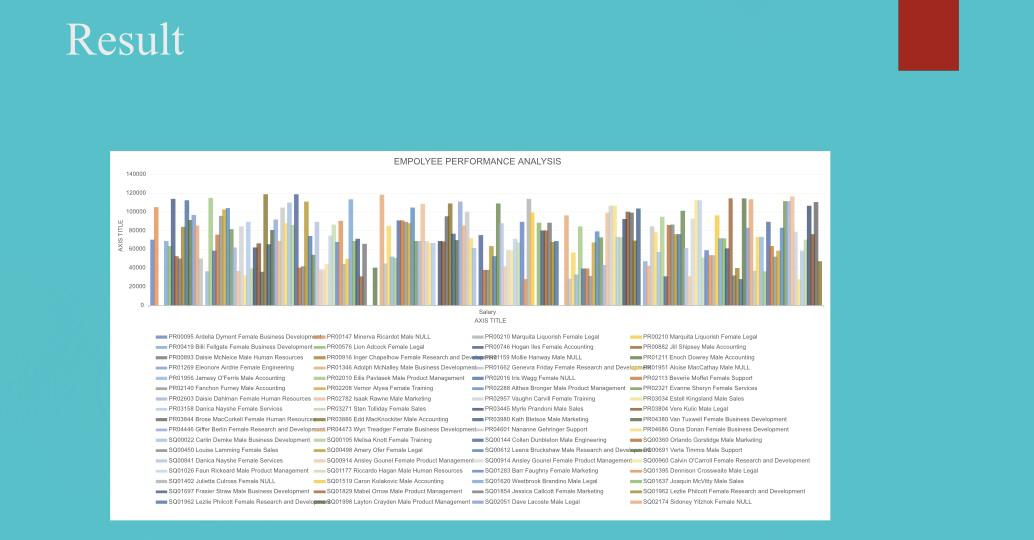 Result
EMPOLYEE PERFORMANCE ANALYSIS
140000
120000
100000
80000
60000
40000
20000
0
AXIS TITLE
Salary
AXIS TITLE
PR00095 Ardella Dyment Female Business Development PR00147 Minerva Ricardot Male NULL PR00210 Marquita Liquorish Female Legal PR00210 Marquita Liquorish Female Legal
PR00419 Billi Fellgate Female Business Development PR00576 Lion Adcock Female Legal PR00746 Hogan Iles Female Accounting PR00882 Jill Shipsey Male Accounting
PR00893 Daisie McNeice Male Human Resources PR00916 Inger Chapelhow Female Research and PR01159 Mollie Hanway Male NULL PR01211 Enoch Dowrey Male Accounting
PR01269 Eleonore Airdrie Female Engineering PR01346 Adolph McNalley Male Business Development PR01662 Geneviva Friday Female Research and PR01951 Aloise MacCathay Male NULL
PR01956 Jamesy O'Ferris Male Accounting PR02010 Ellis Pavlasek Male Product Management PR02016 Iris Wagg Female NULL PR02113 Beverie Moffet Female Support
PR02140 Fanchon Furney Male Accounting PR02208 Vernor Atyea Female Training PR02288 Althea Bronger Male Product Management PR02321 Evanne Sheryn Female Services
PR02603 Daisie Dahlman Female Human Resources PR02782 Isaak Rawne Male Marketing PR02957 Vaughn Carvill Female Training PR03034 Estell Kingsland Male Sales
PR03158 Danica Nayshe Female Services PR03271 Stan Tolliday Female Sales PR03445 Myrle Prandoni Male Sales PR03804 Vere Kulic Male Legal
PR03844 Brose MacCorkell Female Human Resources PR03886 Edd MacKnockiter Male Accounting PR03980 Kath Bletsoe Male Marketing PR04380 Van Tuxwell Female Business Development
PR04446 Giffer Berlin Female Research and PR04473 Wyn Treadger Female Business Development PR04601 Nananne Gehringer Support PR04686 Oona Donan Female Business Development
SQ00022 Carlin Demke Male Business Development SQ00105 Melisa Knott Female Training SQ00144 Collen Dunbleton Male Engineering SQ00360 Orlando Gorstidge Male Marketing
SQ00450 Louise Lamming Female Sales SQ00498 Amery Ofer Female Legal SQ00612 Leena Bruckshaw Male Research and SQ00691 Verla Timmis Male Support
SQ00841 Danica Nayshe Female Services SQ00914 Ansley Gounel Female Product Management SQ00914 Ansley Gounel Female Product Management SQ00960 Calvin O'Carroll Female Research and Development
SQ01026 Faun Rickeard Male Product Management SQ01177 Riccardo Hagan Male Human Resources SQ01283 Barr Faughny Female Marketing SQ01395 Dennison Crosswaite Male Legal
SQ01402 Julietta Culross Female NULL SQ01519 Caron Kolakovic Male Accounting SQ01620 Westbrook Brandino Male Legal SQ01637 Joaquin McVitty Male Sales
SQ01697 Frasier Straw Male Business Development SQ01829 Mabel Orrow Male Product Management SQ01854 Jessica Callcott Female Marketing SQ01962 Lezlie Philcott Female Research and Development
SQ01962 Lezlie Philcott Female Research and SQ01998 Layton Crayden Male Product Management SQ02051 Dave Lacoste Male Legal SQ02174 Sidoney Yitzhok Female NULL